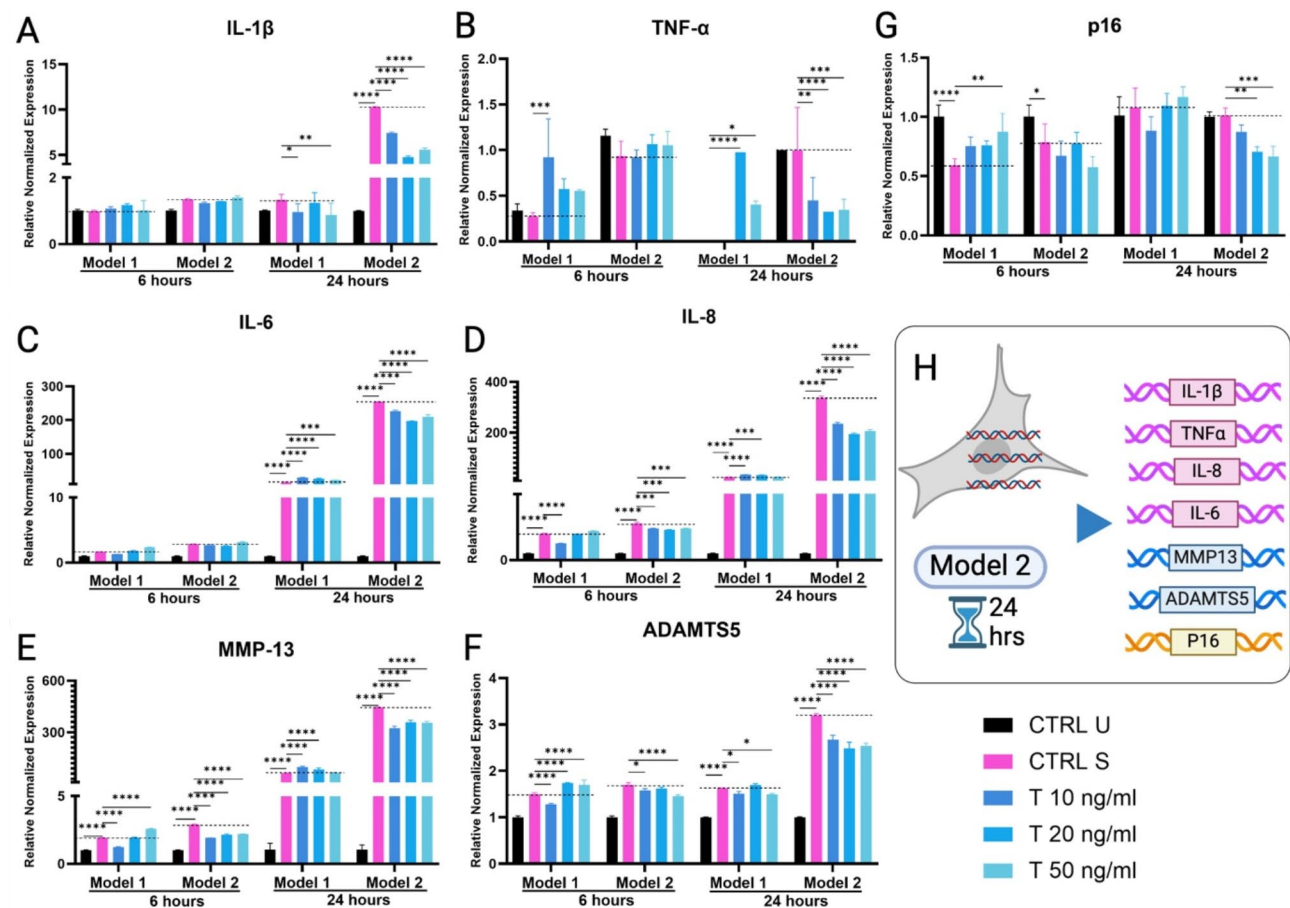 A
IL-1β
Relative Normalized Expression
15
10
5
2
1
0
****
****
****
****
**
*
Model 1 Model 2 Model 1 Model 2
6 hours 24 hours
B
TNF-α
Relative Normalized Expression
2.0
1.5
1.0
0.5
0.0
***
*
****
***
****
**
Model 1 Model 2 Model 1 Model 2
6 hours 24 hours
G
p16
Relative Normalized Expression
1.5
1.0
0.5
0.0
**
****
*
***
**
Model 1 Model 2 Model 1 Model 2
6 hours 24 hours
C
IL-6
Relative Normalized Expression
300
200
100
10
0
***
****
****
****
****
****
****
Model 1 Model 2 Model 1 Model 2
6 hours 24 hours
D
IL-8
Relative Normalized Expression
400
200
10
0
****
****
***
***
****
***
****
****
****
****
****
****
Model 1 Model 2 Model 1 Model 2
6 hours 24 hours
H
Model 2
24
hrs
IL-1β
TNFα
IL-8
IL-6
MMP13
ADAMTS5
P16
E
MMP-13
Relative Normalized Expression
600
300
5
0
****
****
****
****
****
****
****
****
****
****
****
****
****
****
Model 1 Model 2 Model 1 Model 2
6 hours 24 hours
F
ADAMTS5
Relative Normalized Expression
4
3
2
1
0
****
****
****
****
*
*
*
****
****
****
****
****
Model 1 Model 2 Model 1 Model 2
6 hours 24 hours
CTRL U
CTRL S
T 10 ng/ml
T 20 ng/ml
T 50 ng/ml